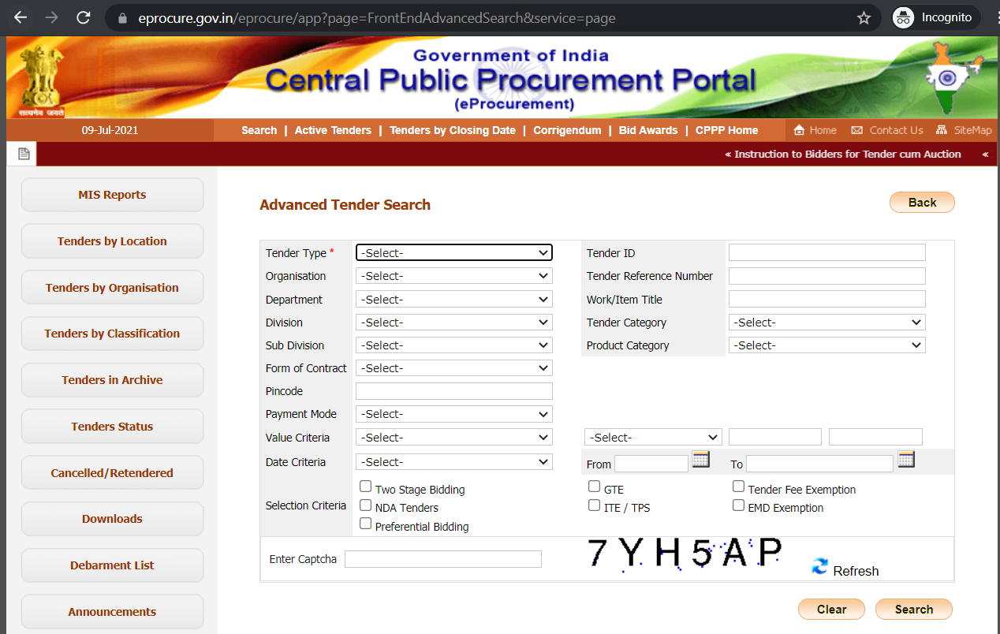 eprocure.gov.in/eprocure/app?page=FrontEndAdvancedSearch&service=page
Incognito
सत्यमेव जयते
Government of India
Central Public Procurement Portal
(eProcurement)
09-Jul-2021
Search | Active Tenders | Tenders by Closing Date | Corrigendum | Bid Awards | CPPP Home
Home Contact Us SiteMap
« Instruction to Bidders for Tender cum Auction «
MIS Reports
Tenders by Location
Tenders by Organisation
Tenders by Classification
Tenders in Archive
Tenders Status
Cancelled/Retendered
Downloads
Debarment List
Announcements
Advanced Tender Search
Back
Tender Type * -Select- Tender ID
Organisation -Select- Tender Reference Number
Department -Select- Work/Item Title
Division -Select- Tender Category -Select-
Sub Division -Select- Product Category -Select-
Form of Contract -Select-
Pincode
Payment Mode -Select-
Value Criteria -Select- -Select-
Date Criteria -Select- From To
Selection Criteria
Two Stage Bidding GTE Tender Fee Exemption
NDA Tenders ITE / TPS EMD Exemption
Preferential Bidding
Enter Captcha 7YH5AP Refresh
Clear Search